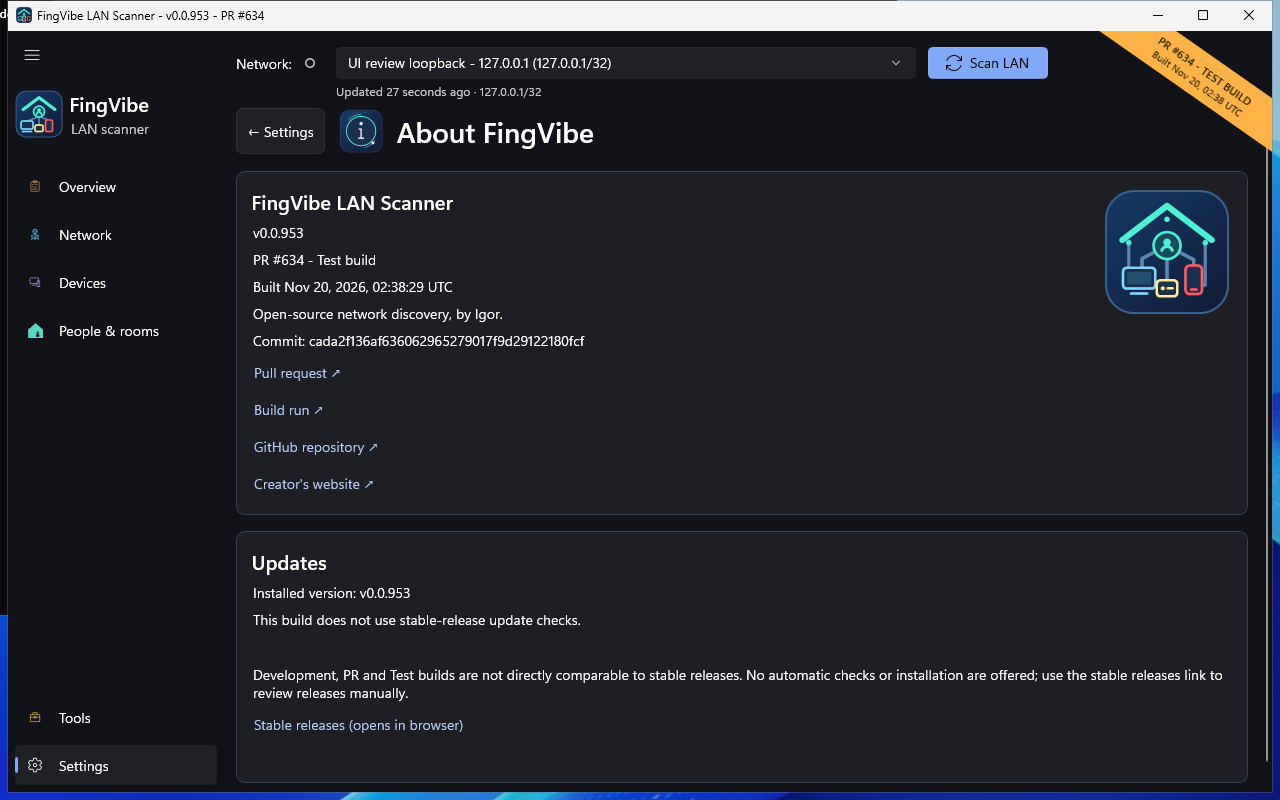 FingVibe LAN Scanner - v0.0.953 - PR #634
Network:
UI review loopback - 127.0.0.1 (127.0.0.1/32)
Scan LAN
Updated 27 seconds ago · 127.0.0.1/32
PR #634 - TEST BUILD
Built Nov 20, 02:38 UTC
FingVibe
LAN scanner
← Settings
About FingVibe
Overview
Network
Devices
People & rooms
Tools
Settings
FingVibe LAN Scanner
v0.0.953
PR #634 - Test build
Built Nov 20, 2026, 02:38:29 UTC
Open-source network discovery, by Igor.
Commit: cada2f136af636062965279017f9d29122180fcf
Pull request ↗
Build run ↗
GitHub repository ↗
Creator's website ↗
Updates
Installed version: v0.0.953
This build does not use stable-release update checks.
Development, PR and Test builds are not directly comparable to stable releases. No automatic checks or installation are offered; use the stable releases link to
review releases manually.
Stable releases (opens in browser)